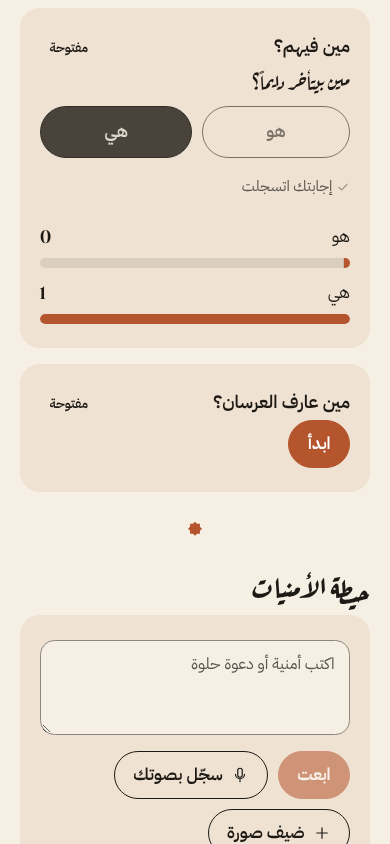 مين فيهم؟ مفتوحة
مين بيتأخر دايماً؟
هو هي
إجابتك اتسجلت
هو 0
هي 1
مين عارف العرسان؟ مفتوحة
ابدأ
حيطة الأمنيات
اكتب أمنية أو دعوة حلوة
ابعت سجّل بصوتك
ضيف صورة